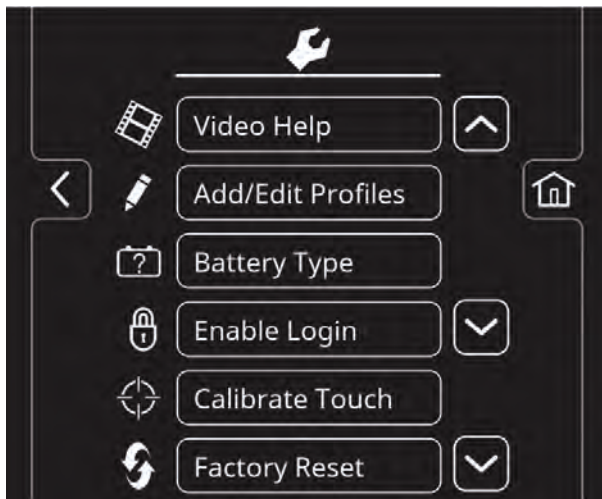 Video Help
Add/Edit Profiles
Battery Type
Enable Login
Calibrate Touch
Factory Reset